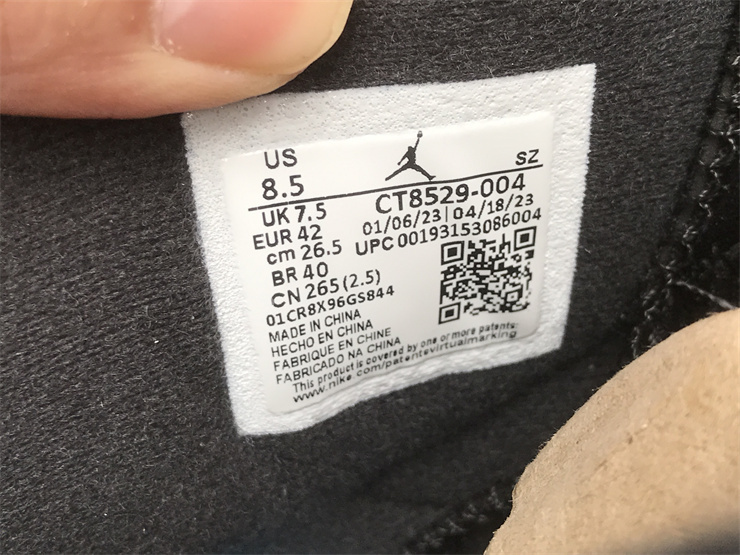 US SZ
8.5 CT8529-004
UK 7.5 01/06/23|04/18/23
EUR 42 UPC 00193153086004
cm 26.5
BR 40
CN 265(2.5)
01CR8X96GS844
MADE IN CHINA
HECHO EN CHINA
FABRIQUE EN CHINE
FABRICADO NA CHINA
This product is covered by one or more patents:
www.nike.com/patentsvirtualmarking